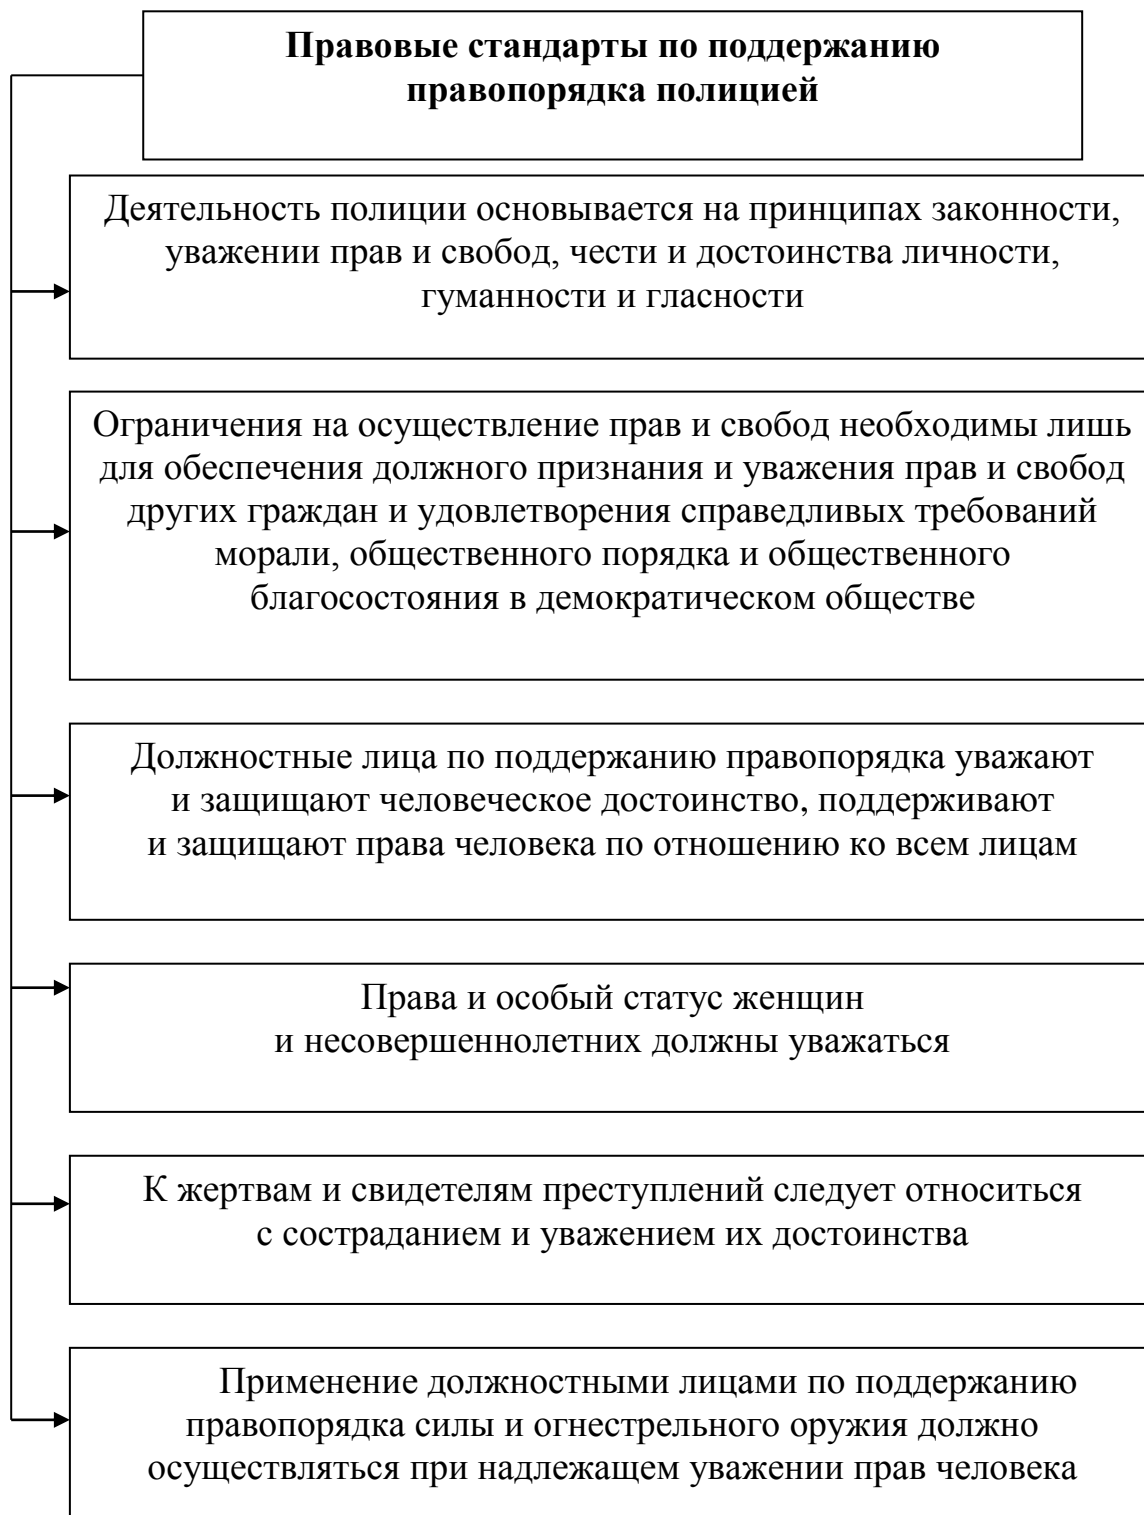 Правовые стандарты по поддержанию
правопорядка полицией
Деятельность полиции основывается на принципах законности,
уважении прав и свобод, чести и достоинства личности,
гуманности и гласности
Ограничения на осуществление прав и свобод необходимы лишь
для обеспечения должного признания и уважения прав и свобод
других граждан и удовлетворения справедливых требований
морали, общественного порядка и общественного
благосостояния в демократическом обществе
Должностные лица по поддержанию правопорядка уважают
и защищают человеческое достоинство, поддерживают
и защищают права человека по отношению ко всем лицам
Права и особый статус женщин
и несовершеннолетних должны уважаться
К жертвам и свидетелям преступлений следует относиться
с состраданием и уважением их достоинства
Применение должностными лицами по поддержанию
правопорядка силы и огнестрельного оружия должно
осуществляться при надлежащем уважении прав человека